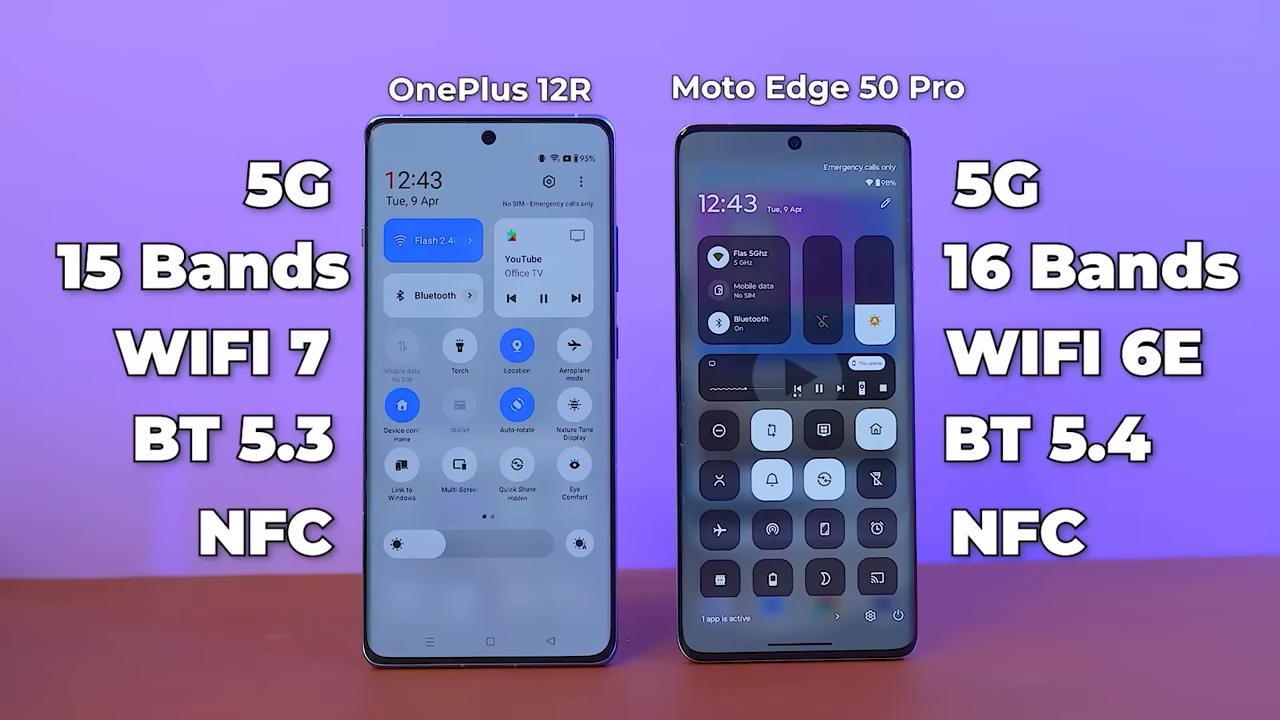 OnePlus 12R
Moto Edge 50 Pro
5G
15 Bands
WIFI 7
BT 5.3
NFC
95%
12:43
Tue, 9 Apr
No SIM - Emergency calls only
Flash 2.4G
YouTube
Office TV
Bluetooth
Mobile data
No SIM
Torch
Location
Aeroplane
mode
Device cont
Home
Wallet
Auto-rotate
Nature Tone
Display
Link to
Windows
Multi-Scree
Quick Share
Hidden
Eye
Comfort
Emergency calls only
98%
12:43 Tue, 9 Apr
Flas 5Ghz
5 GHz
Mobile data
No SIM
Bluetooth
On
This phone
1 app is active
5G
16 Bands
WIFI 6E
BT 5.4
NFC